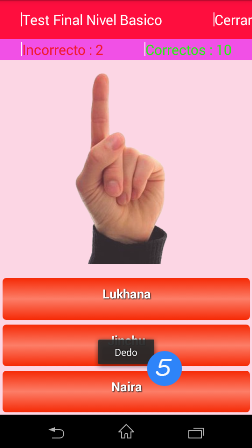 Test Final Nivel Basico
Cerrar
Incorrecto : 2
Correctos : 10
Lukhana
Dedo
5
Naira